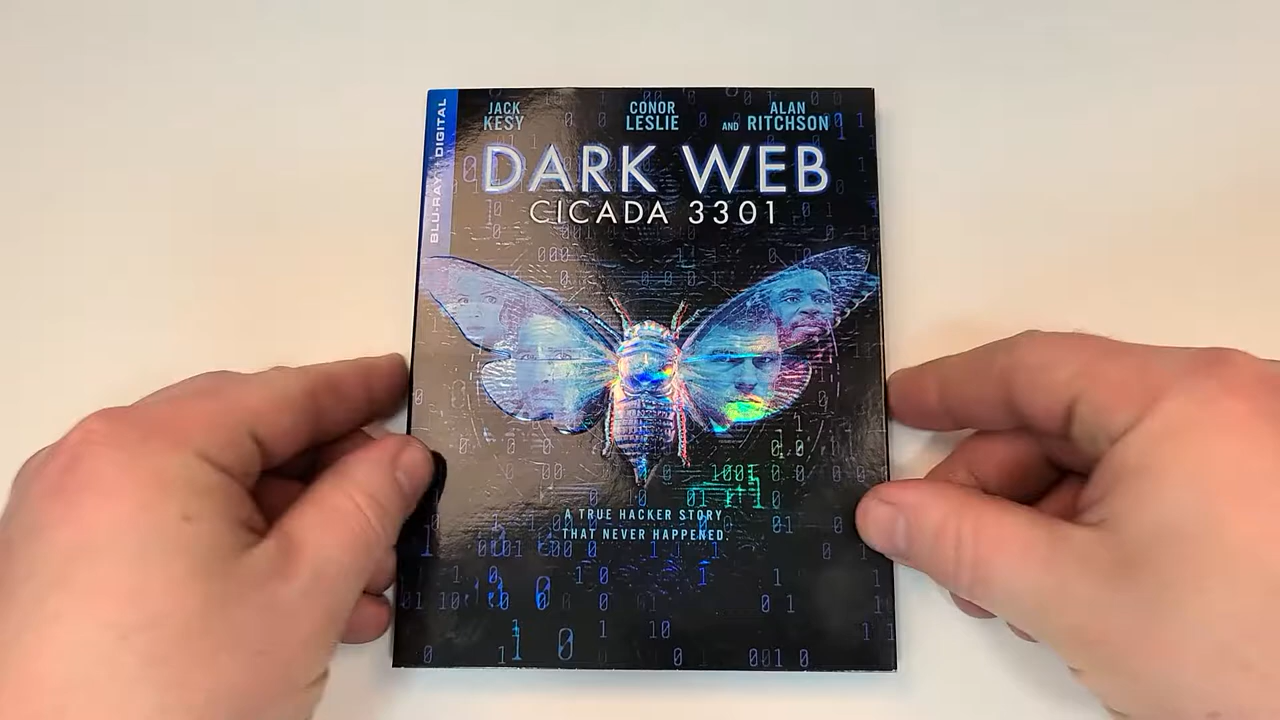 BLU-RAY + DIGITAL
JACK
KESY
CONOR
LESLIE
AND ALAN
RITCHSON
DARK WEB
CICADA 3301
A TRUE HACKER STORY
THAT NEVER HAPPENED.